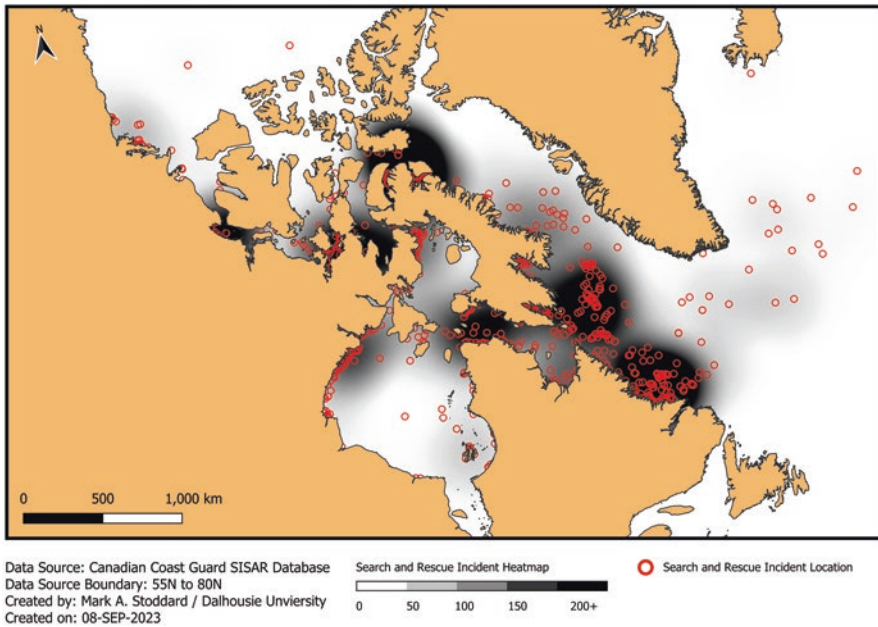 N
0 500 1,000 km
Data Source: Canadian Coast Guard SISAR Database
Data Source Boundary: 55N to 80N
Created by: Mark A. Stoddard / Dalhousie Unviersity
Created on: 08-SEP-2023
Search and Rescue Incident Heatmap
0 50 100 150 200+
Search and Rescue Incident Location